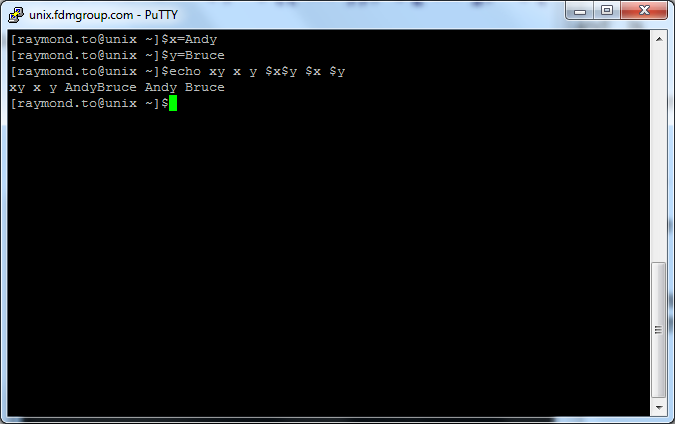 unix.fdmgroup.com - PuTTY
[raymond.to@unix ~]$x=Andy
[raymond.to@unix ~]$y=Bruce
[raymond.to@unix ~]$echo xy x y $x$y $x $y
xy x y AndyBruce Andy Bruce
[raymond.to@unix ~]$